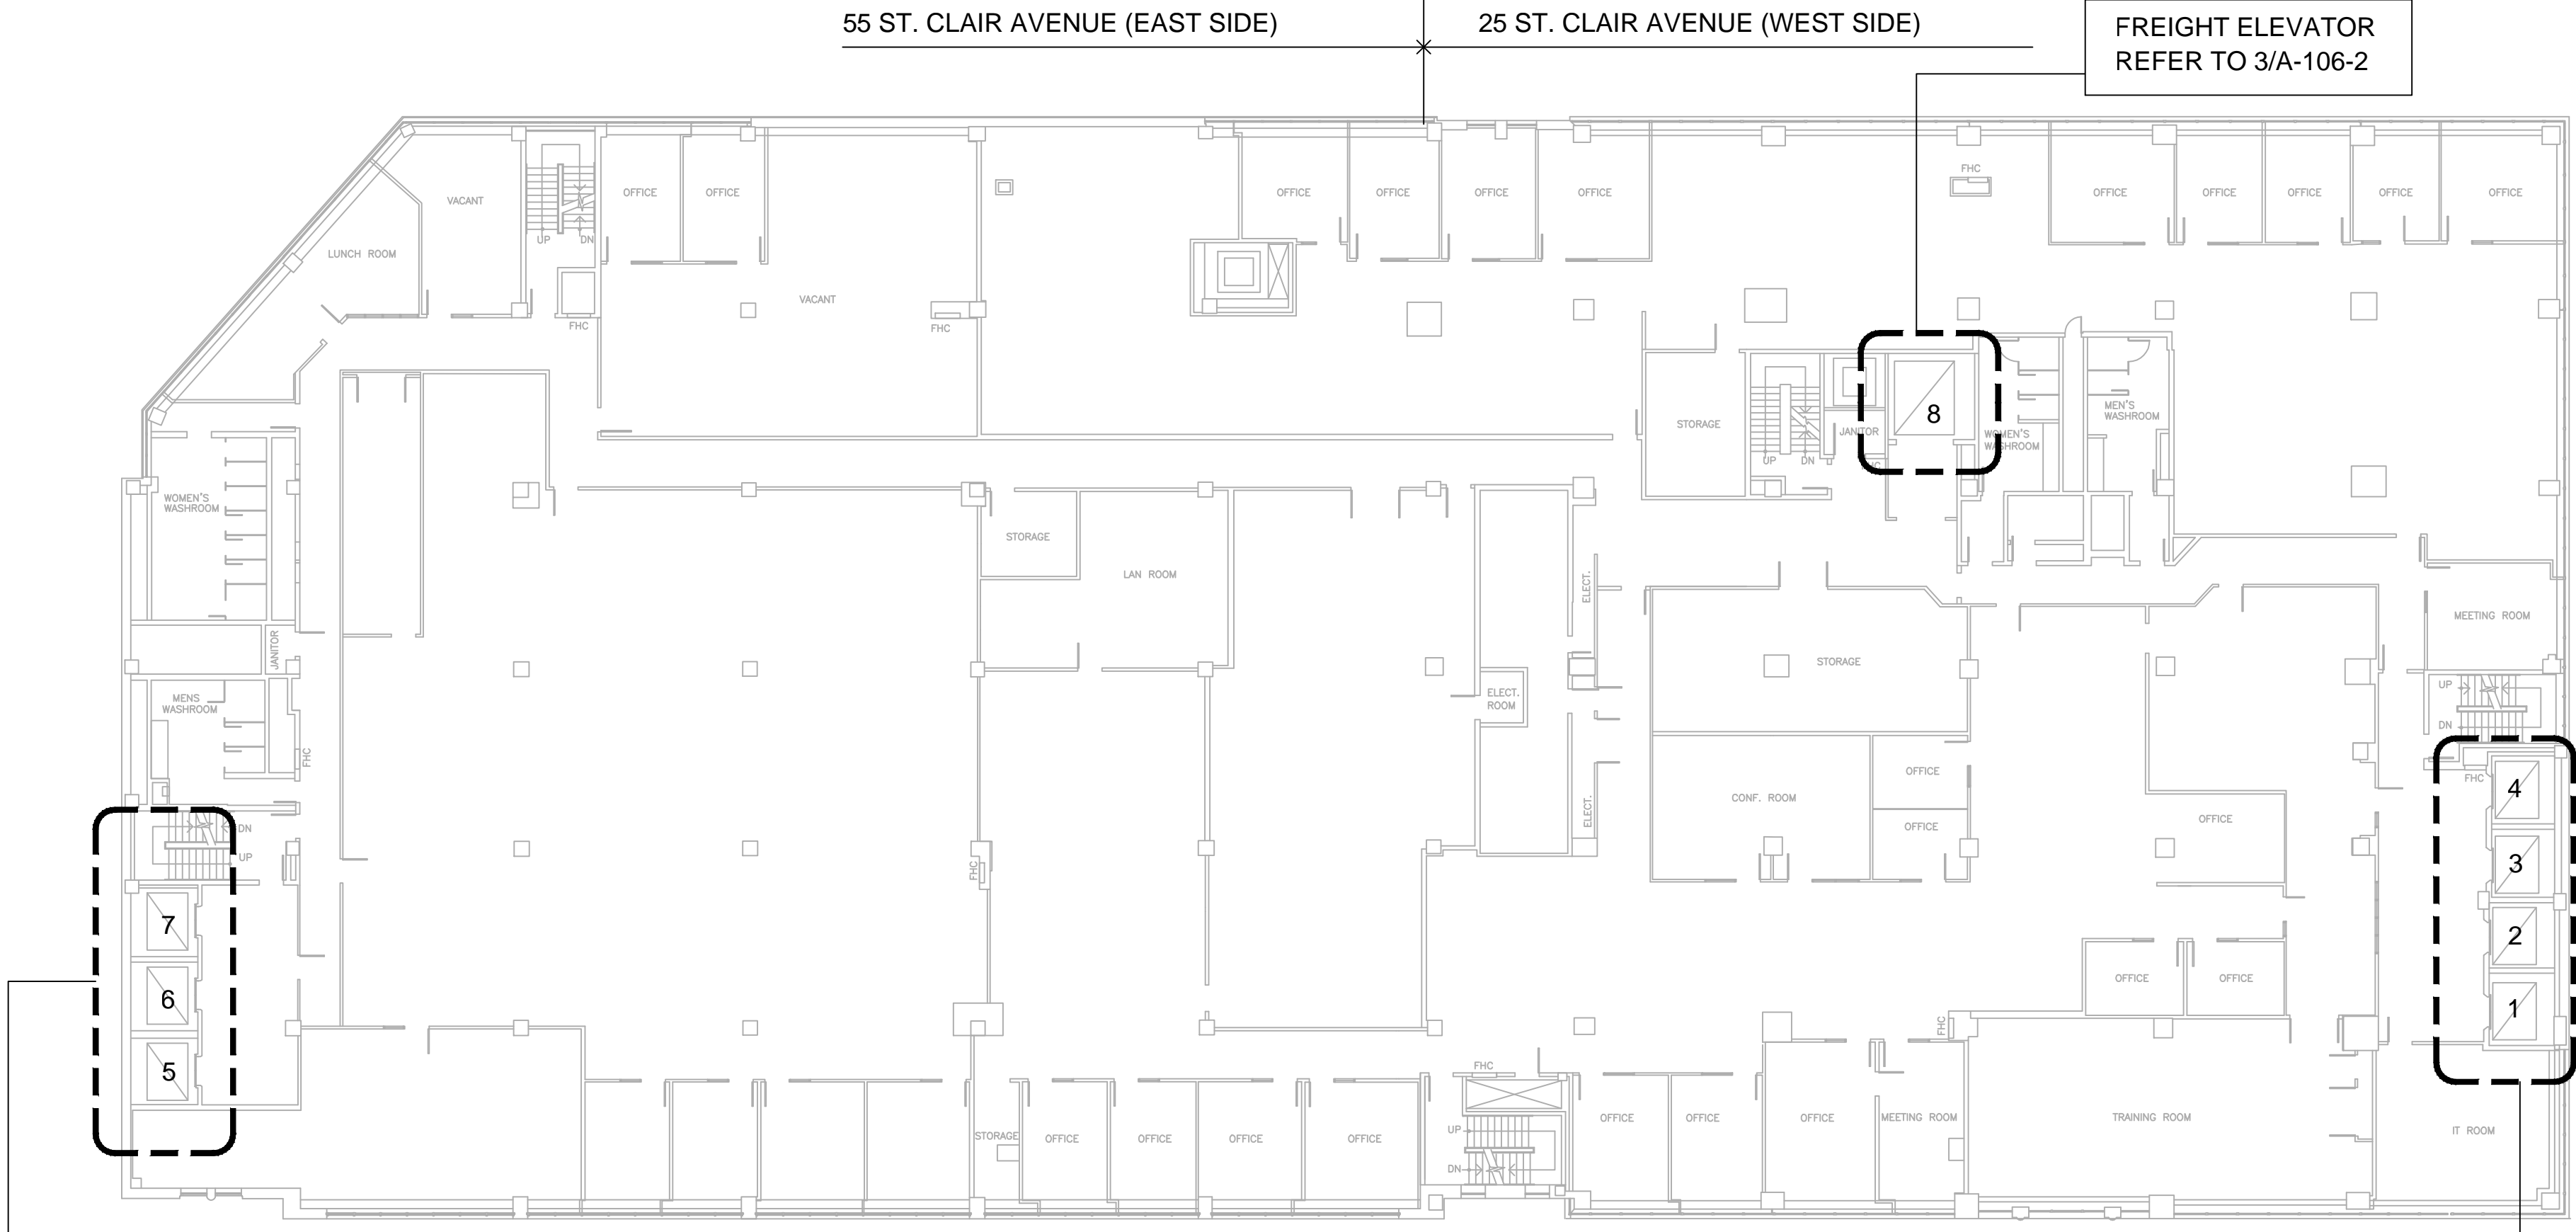 55 ST. CLAIR AVENUE (EAST SIDE)
25 ST. CLAIR AVENUE (WEST SIDE)
FREIGHT ELEVATOR
REFER TO 3/A-106-2
VACANT
LUNCH ROOM
UP
DN
FHC
OFFICE
OFFICE
VACANT
FHC
OFFICE
OFFICE
OFFICE
OFFICE
FHC
OFFICE
OFFICE
OFFICE
OFFICE
OFFICE
STORAGE
UP
DN
JANITOR
8
WOMEN'S
WASHROOM
MEN'S
WASHROOM
WOMEN'S
WASHROOM
STORAGE
LAN ROOM
ELECT.
JANITOR
MENS
WASHROOM
FHC
ELECT.
ROOM
STORAGE
MEETING ROOM
UP
DN
FHC
CONF. ROOM
OFFICE
OFFICE
OFFICE
ELECT.
4
3
2
1
DN
UP
7
6
5
FHC
OFFICE
OFFICE
FHC
FHC
UP
DN
STORAGE
OFFICE
OFFICE
OFFICE
OFFICE
OFFICE
OFFICE
OFFICE
MEETING ROOM
TRAINING ROOM
IT ROOM